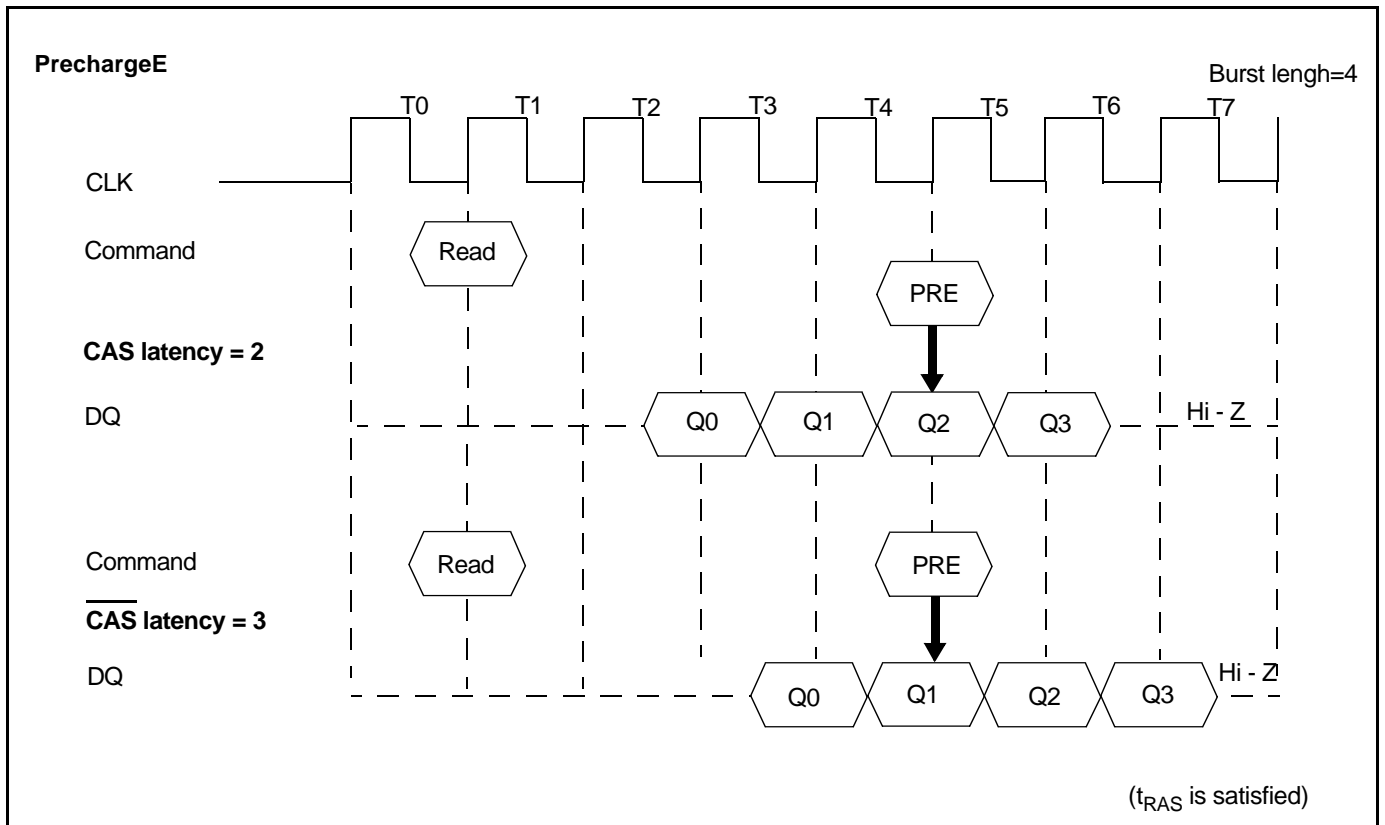 PrechargeE
Burst lengh=4
T0 T1 T2 T3 T4 T5 T6 T7
CLK
Command
Read
PRE
CAS latency = 2
DQ
Q0 Q1 Q2 Q3
Hi - Z
Command
Read
PRE
CAS latency = 3
DQ
Q0 Q1 Q2 Q3
Hi - Z
(tRAS is satisfied)